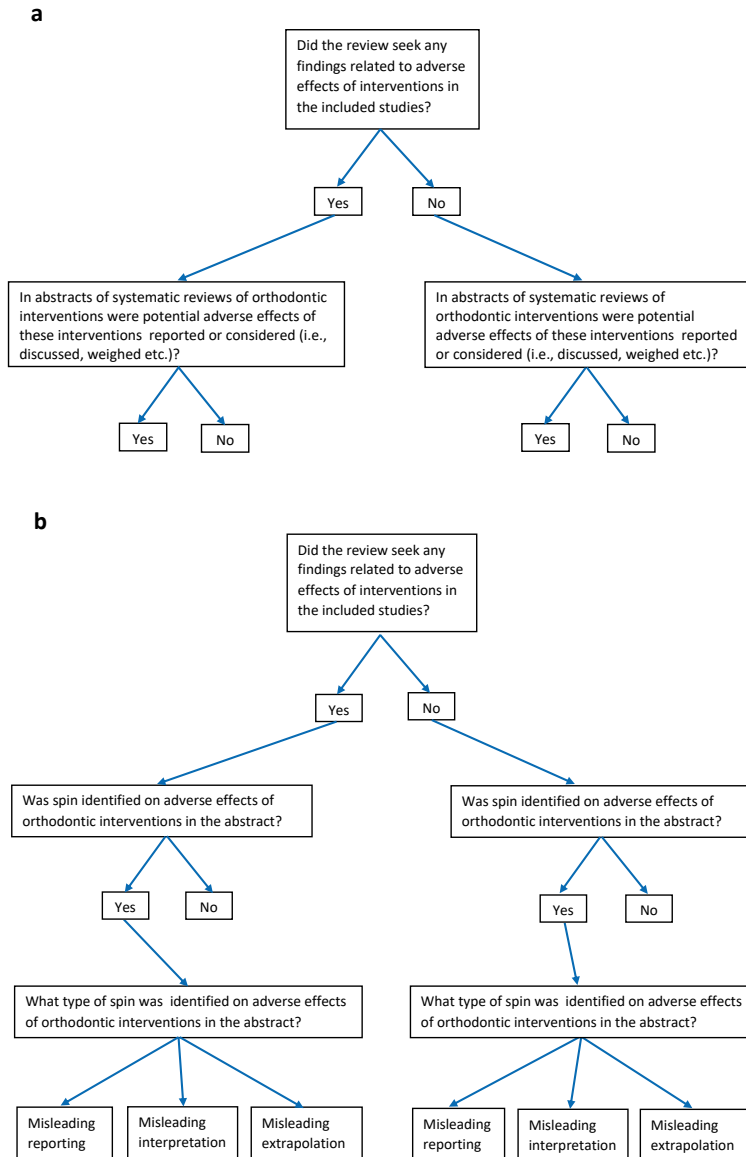 a
Did the review seek any
findings related to adverse
effects of interventions in
the included studies?
Yes
No
In abstracts of systematic reviews of orthodontic
interventions were potential adverse effects of
these interventions reported or considered (i.e.,
discussed, weighed etc.)?
In abstracts of systematic reviews of
orthodontic interventions were potential
adverse effects of these interventions reported
or considered (i.e., discussed, weighed etc.)?
Yes
No
Yes
No
b
Did the review seek any
findings related to adverse
effects of interventions in
the included studies?
Yes
No
Was spin identified on adverse effects of
orthodontic interventions in the abstract?
Was spin identified on adverse effects of
orthodontic interventions in the abstract?
Yes
No
Yes
No
What type of spin was identified on adverse effects
of orthodontic interventions in the abstract?
What type of spin was identified on adverse effects
of orthodontic interventions in the abstract?
Misleading
reporting
Misleading
interpretation
Misleading
extrapolation
Misleading
reporting
Misleading
interpretation
Misleading
extrapolation